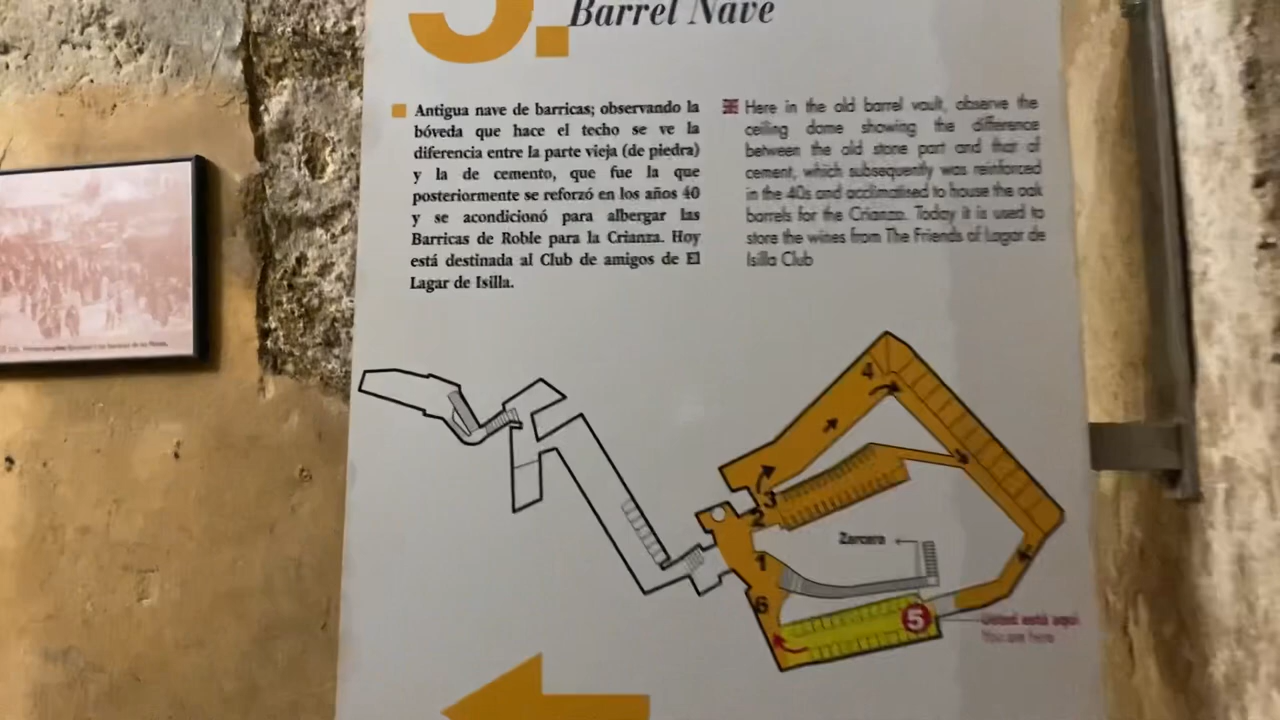 5.
Barrel Nave
Antigua nave de barricas; observando la
bóveda que hace el techo se ve la
diferencia entre la parte vieja (de piedra)
y la de cemento, que fue la que
posteriormente se reforzó en los años 40
y se acondicionó para albergar las
Barricas de Roble para la Crianza. Hoy
está destinada al Club de amigos de El
Lagar de Isilla.
Here in the old barrel vault, observe the
ceiling dome showing the difference
between the old stone part and that of
cement, which subsequently was reinforced
in the 40s and acclimatised to house the oak
barrels for the Crianza. Today it is used to
store the wines from The Friends of Lagar de
Isilla Club
4
3
2
Zarcera
1
6
5
Usted está aquí
You are here